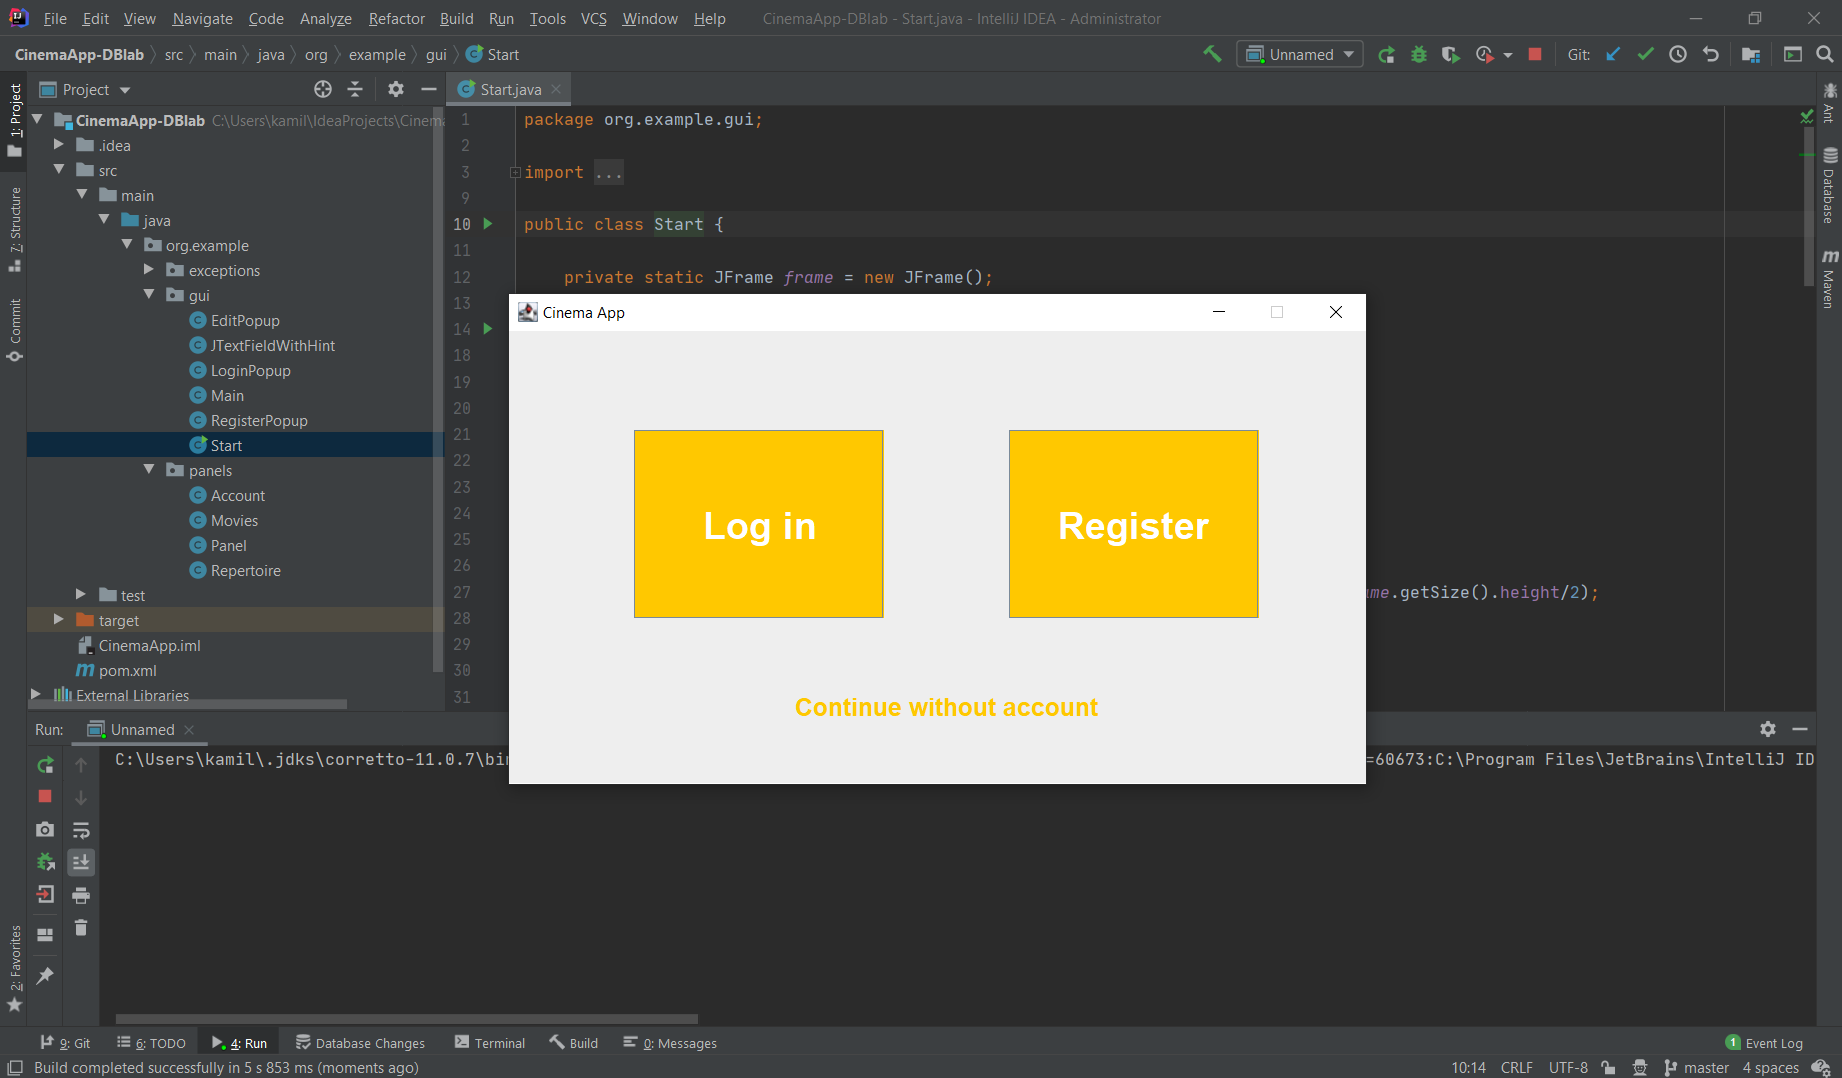 File Edit View Navigate Code Analyze Refactor Build Run Tools VCS Window Help CinemaApp-DBlab - Start.java - IntelliJ IDEA - Administrator
CinemaApp-DBlab src main java org example gui Start Unnamed Git:
Project Start.java
1: Project
7: Structure
Commit
2: Favorites
CinemaApp-DBlab C:\Users\kamil\IdeaProjects\Cinema
.idea
src
main
java
org.example
exceptions
gui
EditPopup
JTextFieldWithHint
LoginPopup
Main
RegisterPopup
Start
panels
Account
Movies
Panel
Repertoire
test
target
CinemaApp.iml
pom.xml
External Libraries
1 package org.example.gui;
2
3 import ...
9
10 public class Start {
11
12 private static JFrame frame = new JFrame();
13
14
18
19
20
21
22
23
24
25
26
27 me.getSize().height/2);
28
29
30
31
Ant
Database
Maven
Cinema App
Log in
Register
Continue without account
Run: Unnamed
C:\Users\kamil\.jdks\corretto-11.0.7\bin =60673:C:\Program Files\JetBrains\IntelliJ ID
9: Git 6: TODO 4: Run Database Changes Terminal Build 0: Messages 1 Event Log
Build completed successfully in 5 s 853 ms (moments ago) 10:14 CRLF UTF-8 master 4 spaces